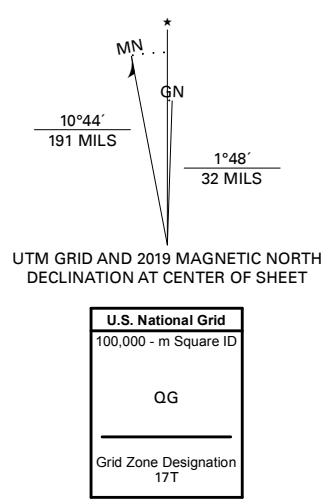 ★
MN
GN
10°44´
191 MILS
1°48´
32 MILS
UTM GRID AND 2019 MAGNETIC NORTH
DECLINATION AT CENTER OF SHEET
U.S. National Grid
100,000 - m Square ID
QG
Grid Zone Designation
17T